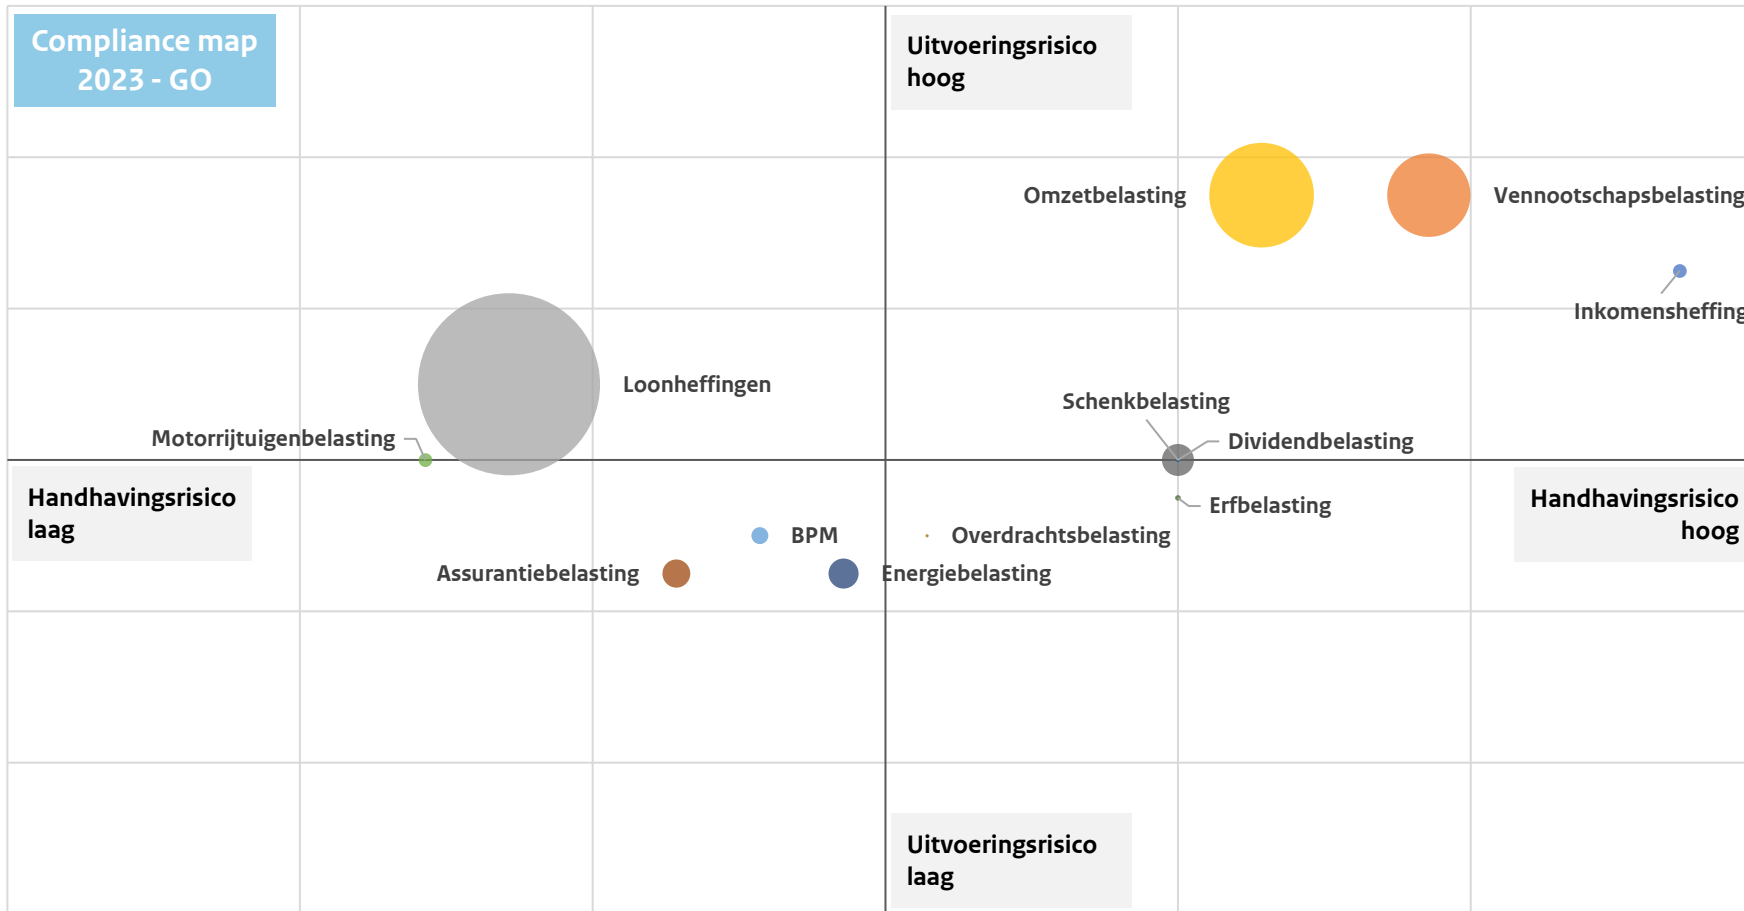 Compliance map
2023 - GO
Uitvoeringsrisico
hoog
Omzetbelasting
Vennootschapsbelasting
Inkomensheffing
Loonheffingen
Schenkbelasting
Motorrijtuigenbelasting
Dividendbelasting
Handhavingsrisico
laag
Handhavingsrisico
hoog
Erfbelasting
BPM
Overdrachtsbelasting
Assurantiebelasting
Energiebelasting
Uitvoeringsrisico
laag